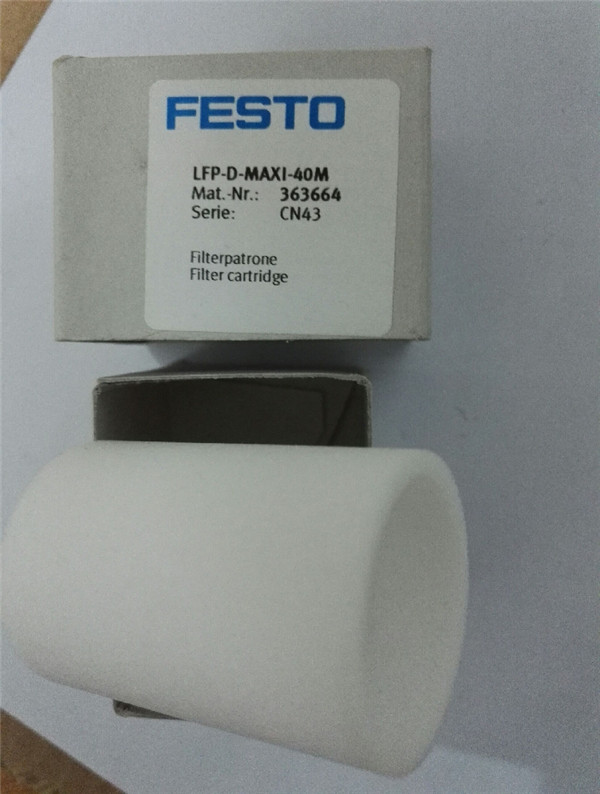 FESTO
LFP-D-MAXI-40M
Mat.-Nr.: 363664
Serie: CN43
Filterpatrone
Filter cartridge